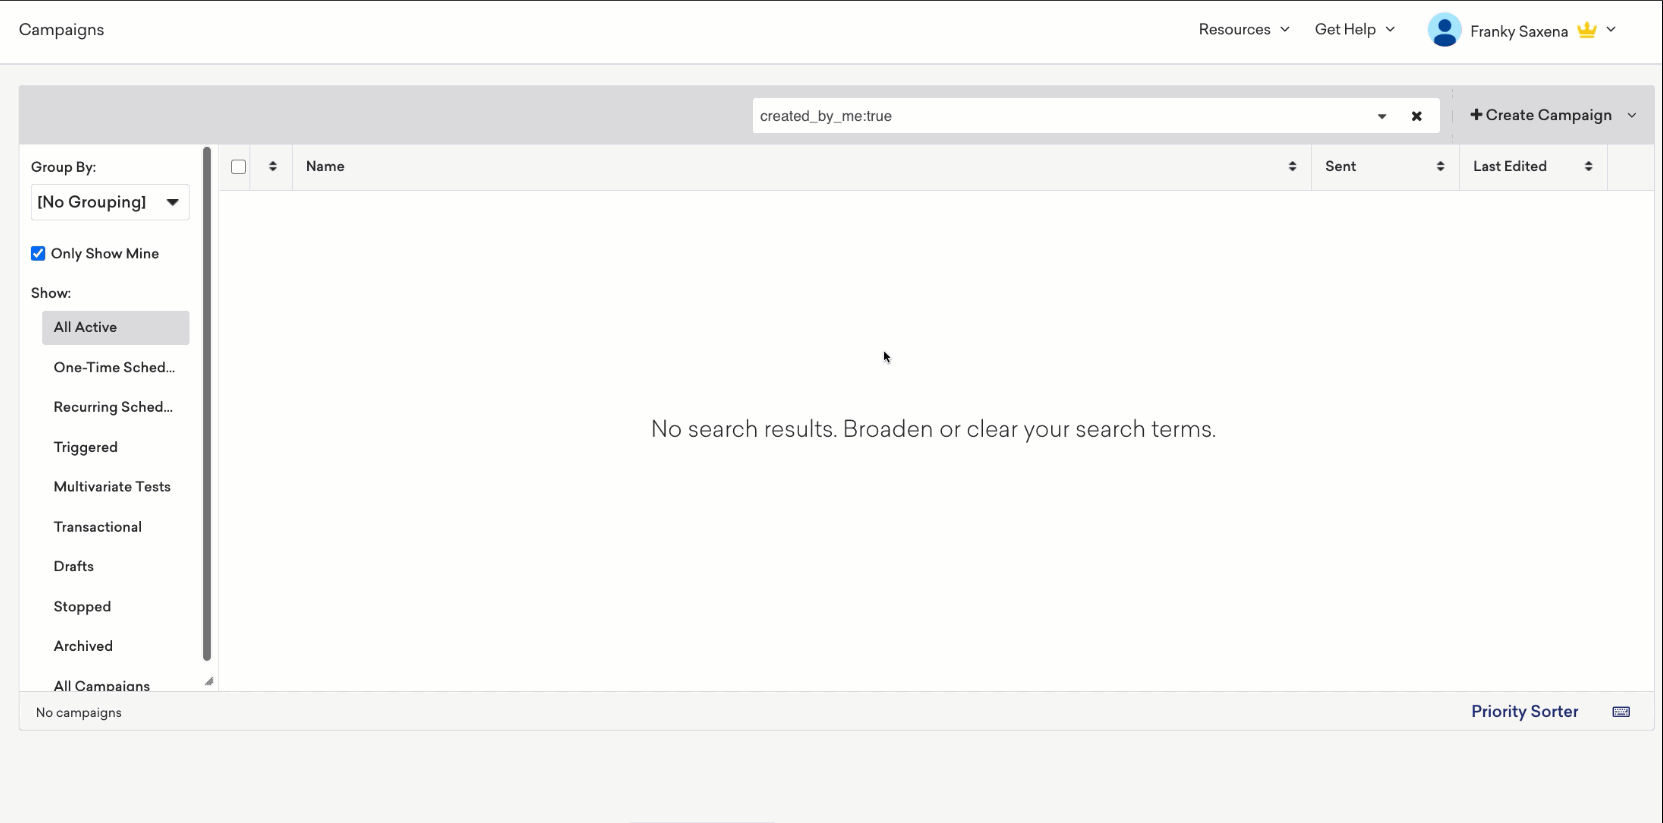 Campaigns
Resources
Get Help
Franky Saxena
created_by_me:true
Create Campaign
Group By:
[No Grouping]
Only Show Mine
Show:
All Active
One-Time Sched...
Recurring Sched...
Triggered
Multivariate Tests
Transactional
Drafts
Stopped
Archived
All Campaigns
Name
Sent
Last Edited
No search results. Broaden or clear your search terms.
No campaigns
Priority Sorter